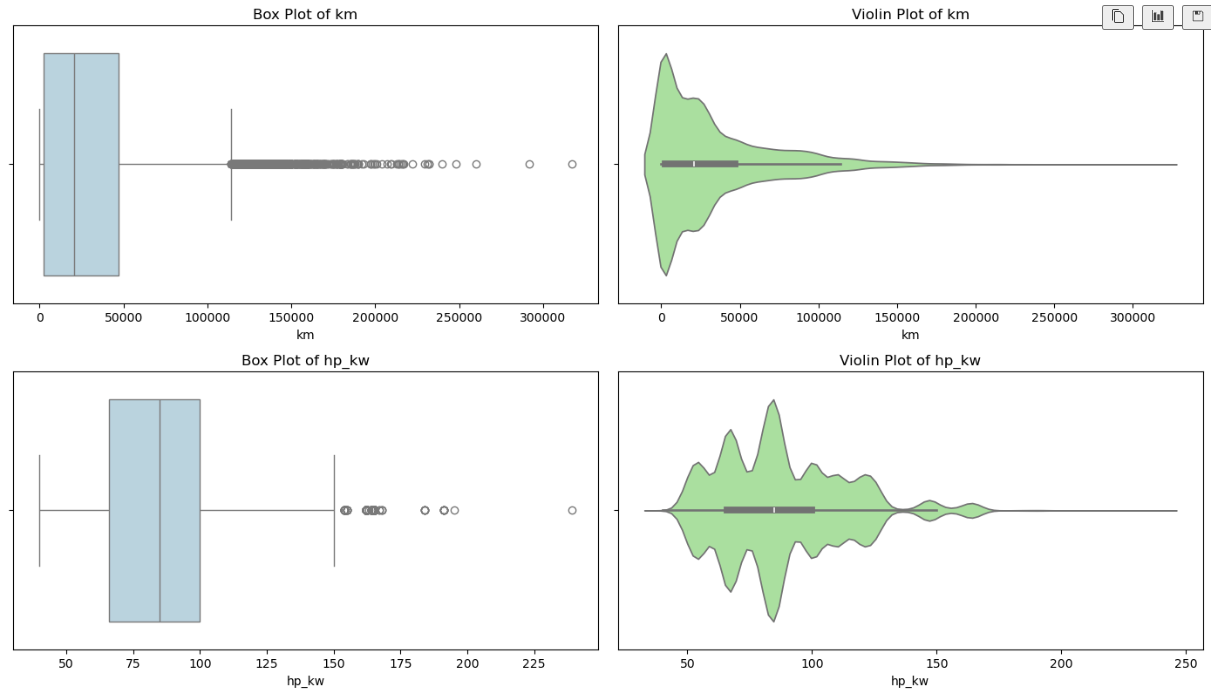 Box Plot of km
Violin Plot of km
0 50000 100000 150000 200000 250000 300000
km
0 50000 100000 150000 200000 250000 300000
km
Box Plot of hp_kw
Violin Plot of hp_kw
50 75 100 125 150 175 200 225
hp_kw
50 100 150 200 250
hp_kw